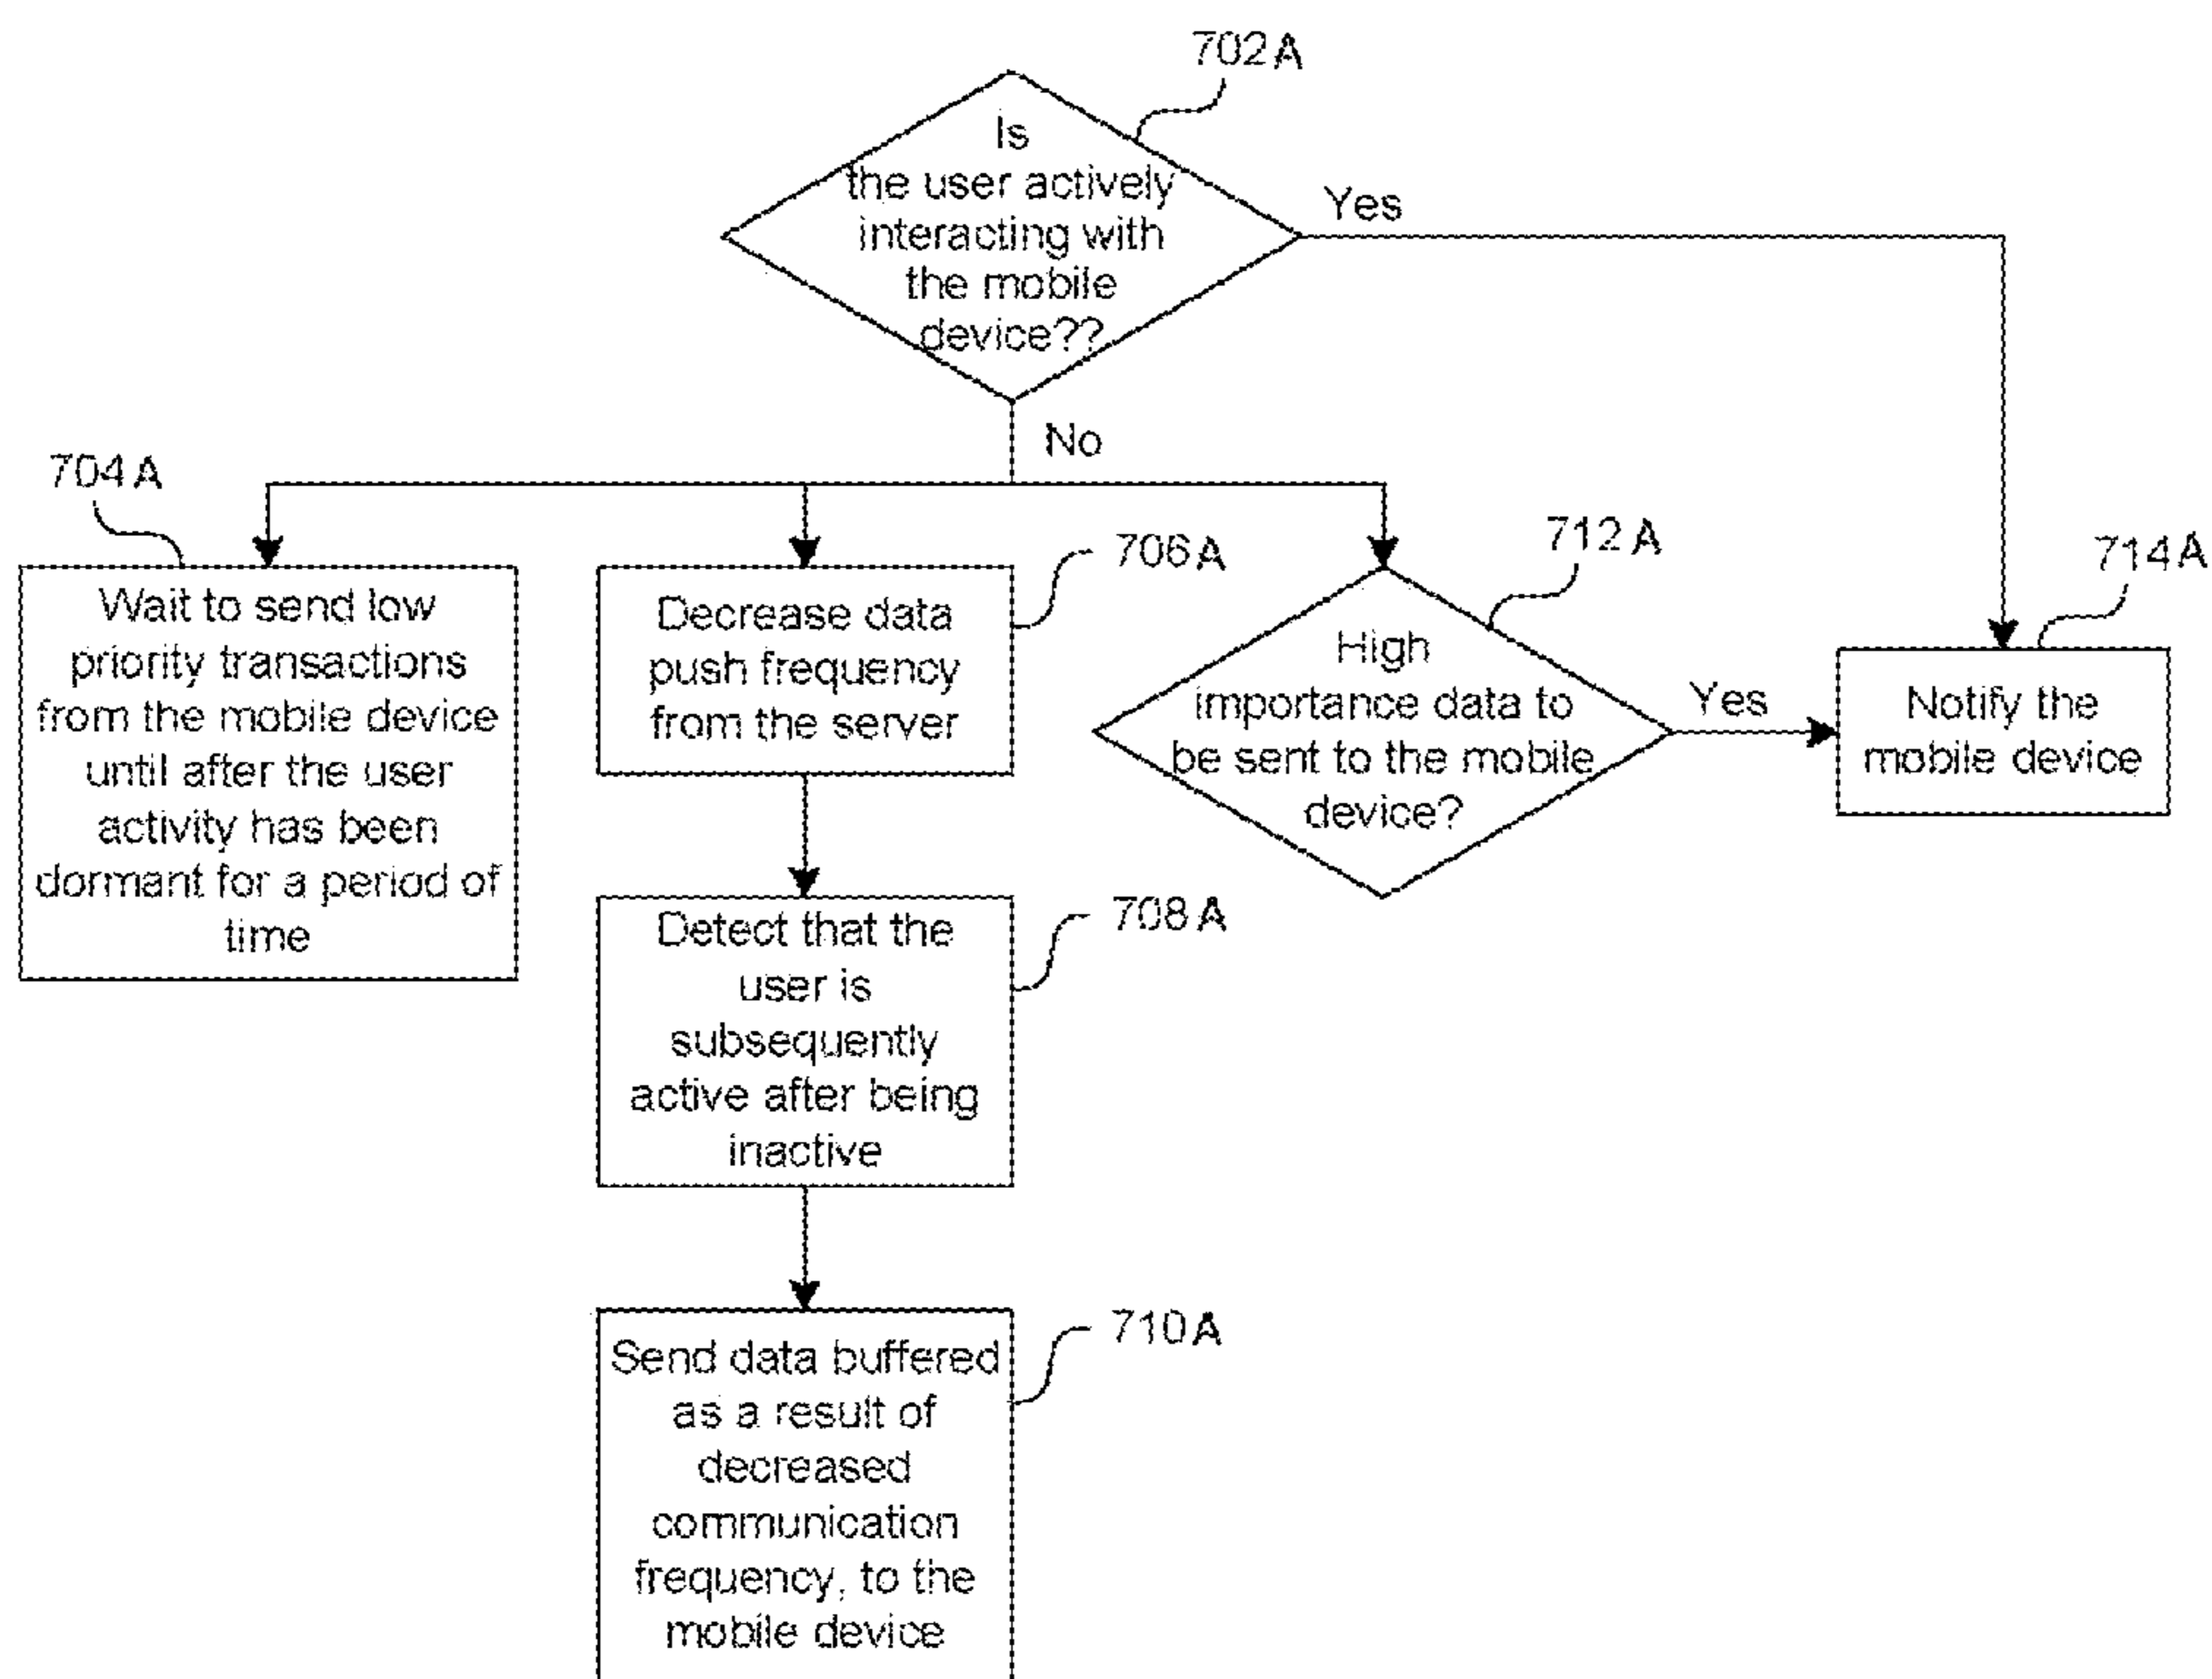 702A
Is
the user actively
interacting with
the mobile
device??
Yes
No
704A
Wait to send low
priority transactions
from the mobile device
until after the user
activity has been
dormant for a period of
time
706A
Decrease data
push frequency
from the server
712A
High
importance data to
be sent to the mobile
device?
Yes
714A
Notify the
mobile device
708A
Detect that the
user is
subsequently
active after being
inactive
710A
Send data buffered
as a result of
decreased
communication
frequency, to the
mobile device